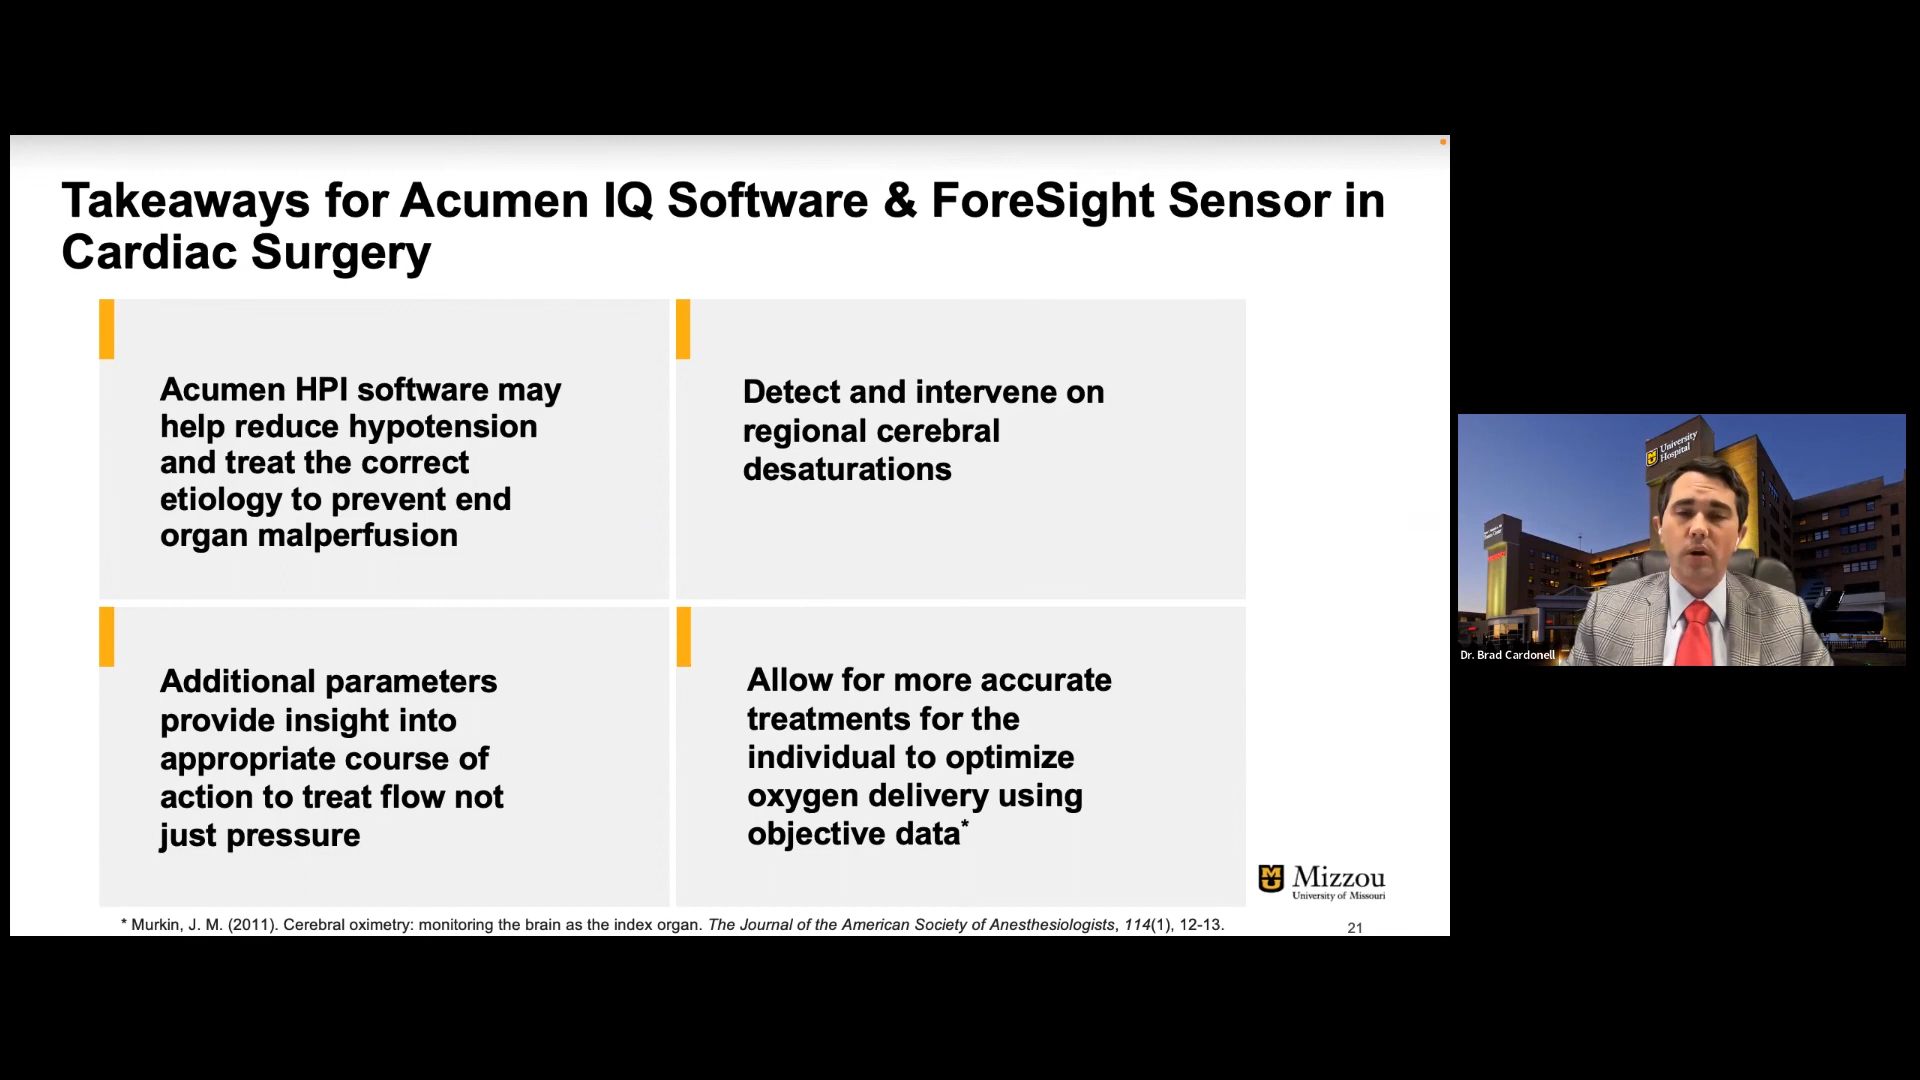 Takeaways for Acumen IQ Software & ForeSight Sensor in
Cardiac Surgery
Acumen HPI software may
help reduce hypotension
and treat the correct
etiology to prevent end
organ malperfusion
Detect and intervene on
regional cerebral
desaturations
Additional parameters
provide insight into
appropriate course of
action to treat flow not
just pressure
Allow for more accurate
treatments for the
individual to optimize
oxygen delivery using
objective data*
Mizzou
University of Missouri
* Murkin, J. M. (2011). Cerebral oximetry: monitoring the brain as the index organ. The Journal of the American Society of Anesthesiologists, 114(1), 12-13.
21
University
Hospital
Dr. Brad Cardonell